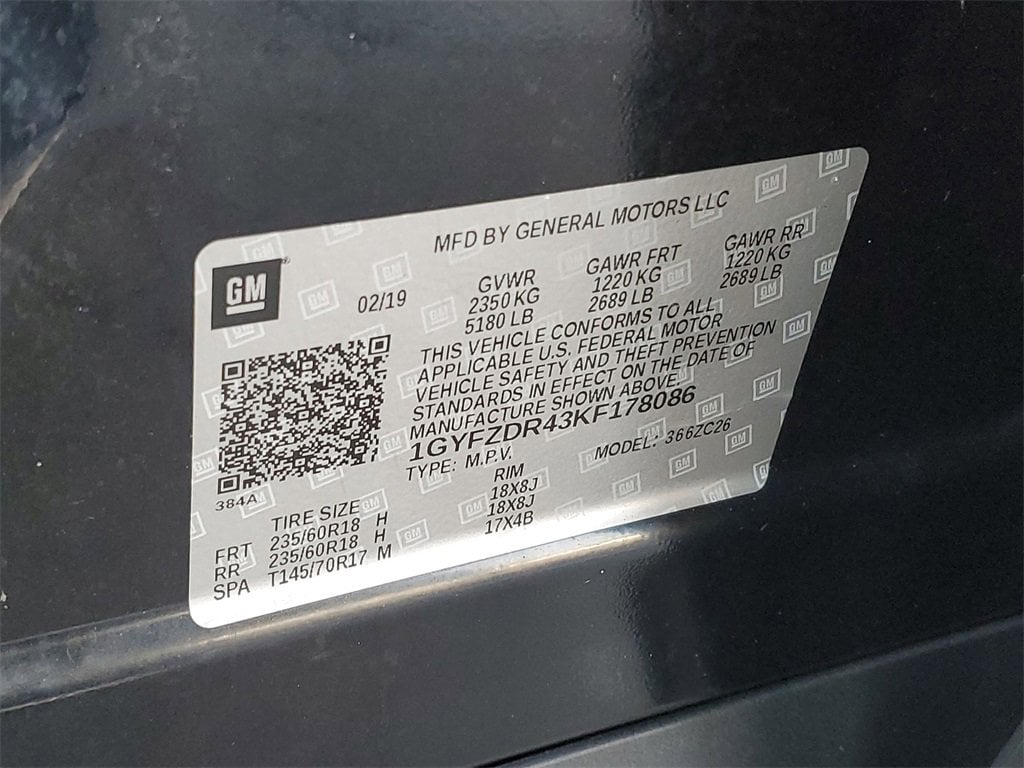 MFD BY GENERAL MOTORS LLC
GM
02/19
GVWR GAWR FRT GAWR RR
2350 KG 1220 KG 1220 KG
5180 LB 2689 LB 2689 LB
THIS VEHICLE CONFORMS TO ALL
APPLICABLE U.S. FEDERAL MOTOR
VEHICLE SAFETY AND THEFT PREVENTION
STANDARDS IN EFFECT ON THE DATE OF
MANUFACTURE SHOWN ABOVE.
1GYFZDR43KF178086
TYPE: M.P.V. MODEL: 366ZC26
384A
TIRE SIZE RIM
FRT 235/60R18 H 18X8J
RR 235/60R18 H 18X8J
SPA T145/70R17 M 17X4B